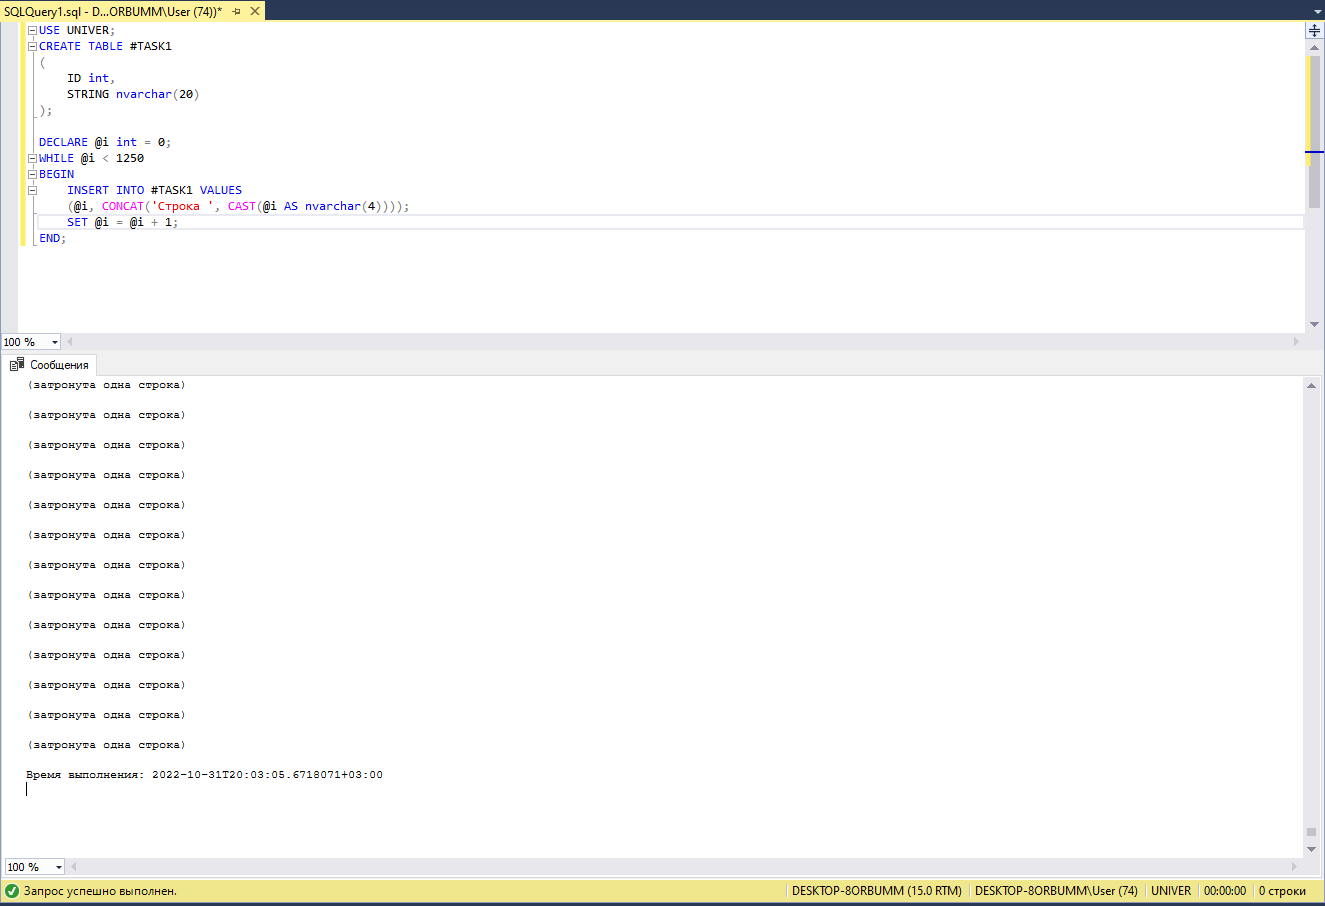 SQLQuery1.sql - D...ORBUMM\User (74))*
USE UNIVER;
CREATE TABLE #TASK1
(
ID int,
STRING nvarchar(20)
);
DECLARE @i int = 0;
WHILE @i < 1250
BEGIN
INSERT INTO #TASK1 VALUES
(@i, CONCAT('Строка ', CAST(@i AS nvarchar(4))));
SET @i = @i + 1;
END;
100 %
Сообщения
(затронута одна строка)
(затронута одна строка)
(затронута одна строка)
(затронута одна строка)
(затронута одна строка)
(затронута одна строка)
(затронута одна строка)
(затронута одна строка)
(затронута одна строка)
(затронута одна строка)
(затронута одна строка)
(затронута одна строка)
(затронута одна строка)
Время выполнения: 2022-10-31T20:03:05.6718071+03:00
100 %
Запрос успешно выполнен. DESKTOP-8ORBUMM (15.0 RTM) DESKTOP-8ORBUMM\User (74) UNIVER 00:00:00 0 строки